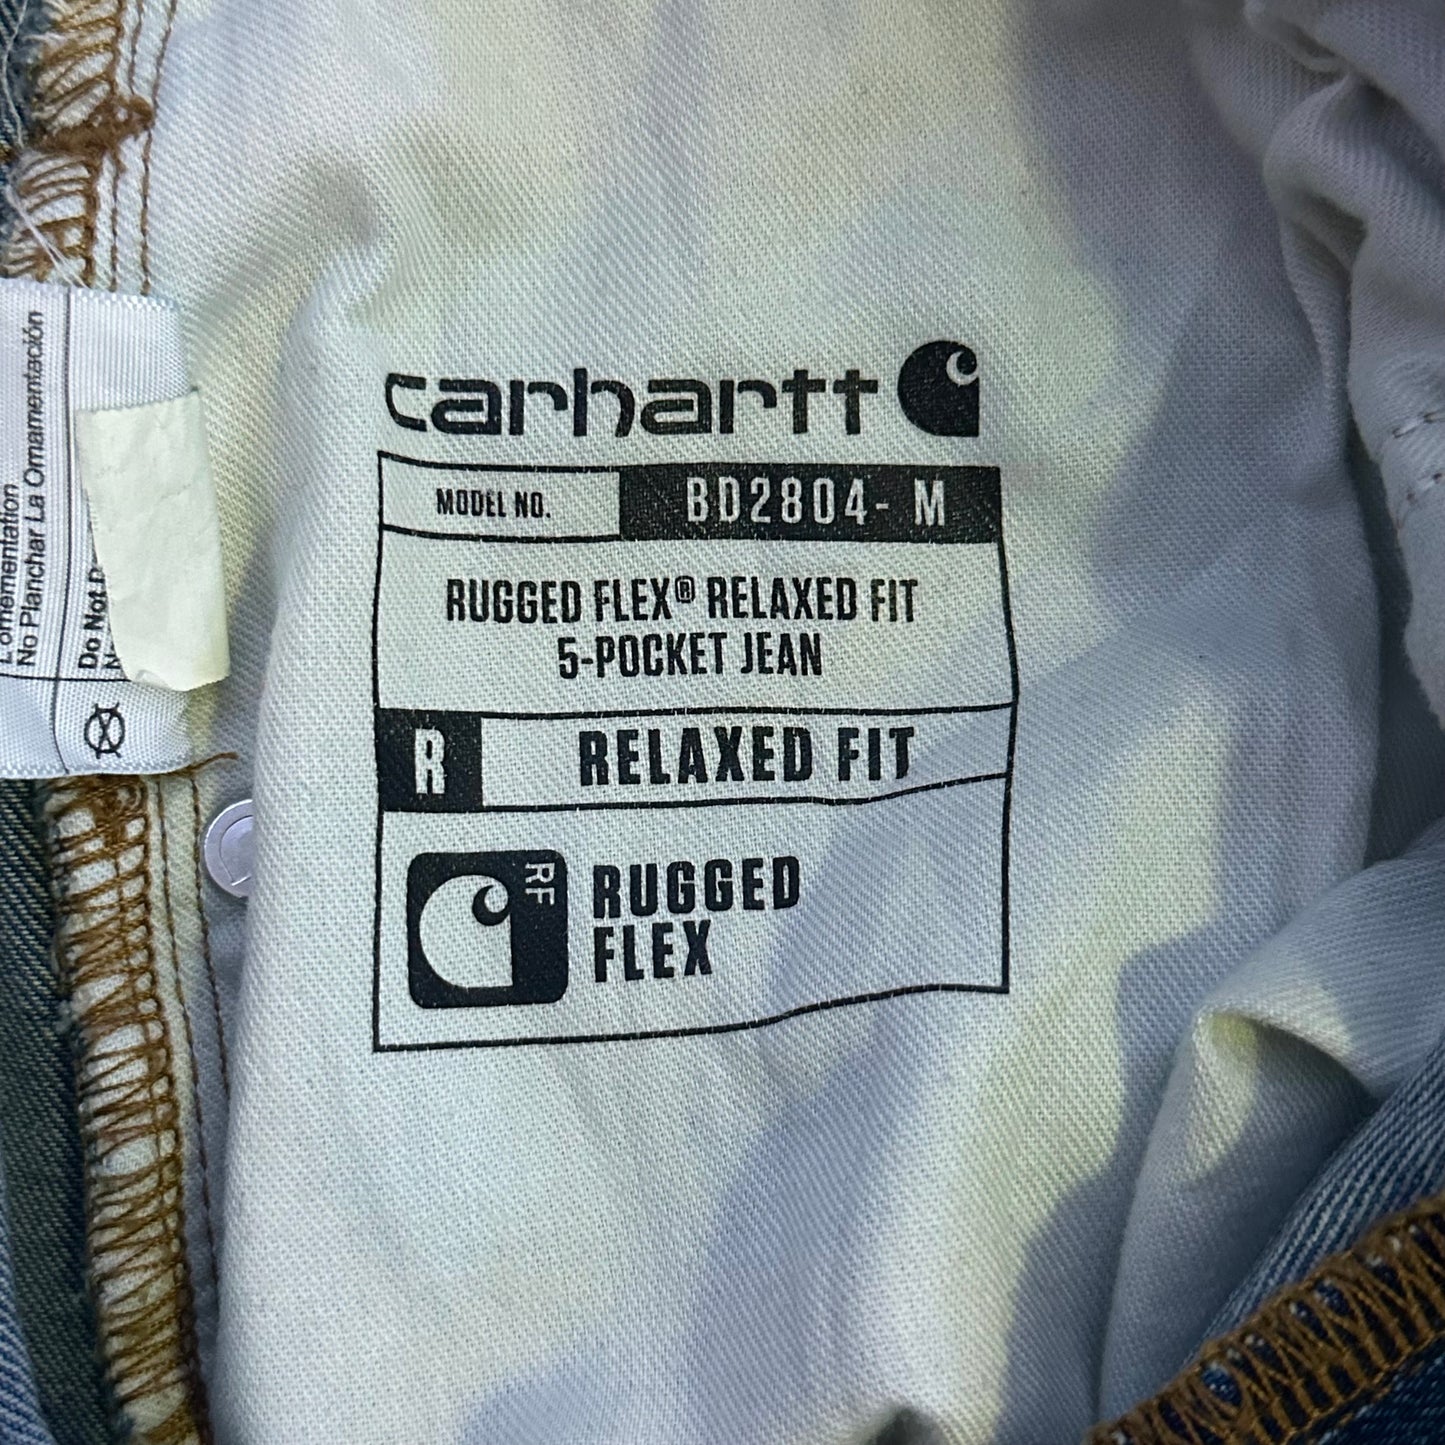 carhartt
MODEL NO. BD2804- M
RUGGED FLEX® RELAXED FIT
5-POCKET JEAN
R RELAXED FIT
RF
RUGGED
FLEX
No Planchar La Ornamentación
Do Not